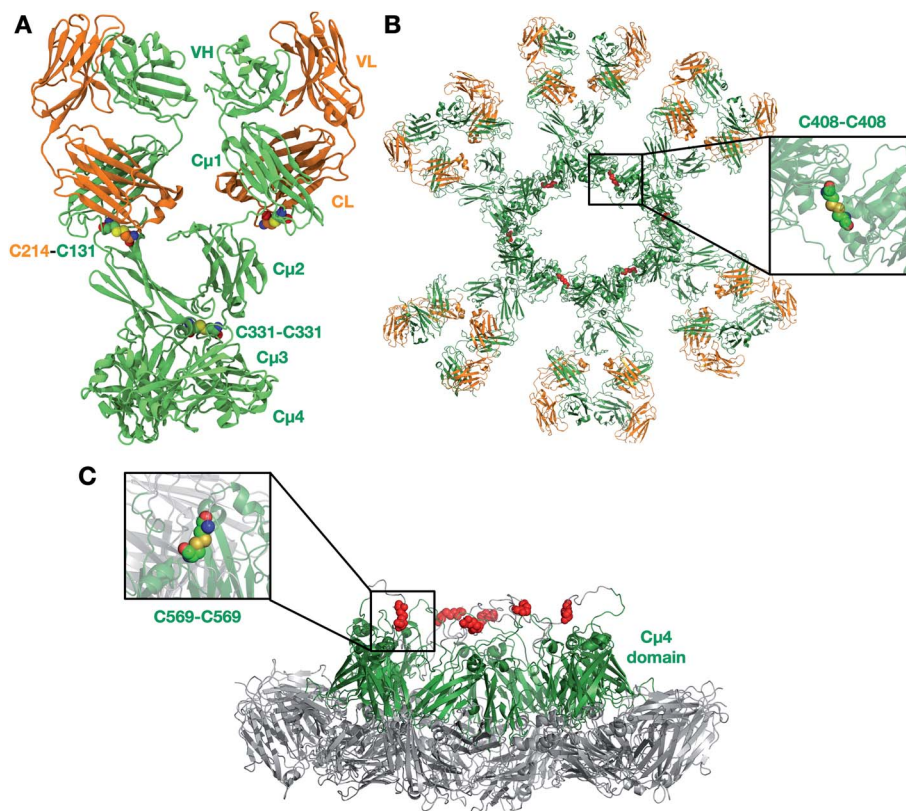 A
VH
VL
Cμ1
CL
C214-C131
Cμ2
C331-C331
Cμ3
Cμ4
B
C408-C408
C
C569-C569
Cμ4
domain